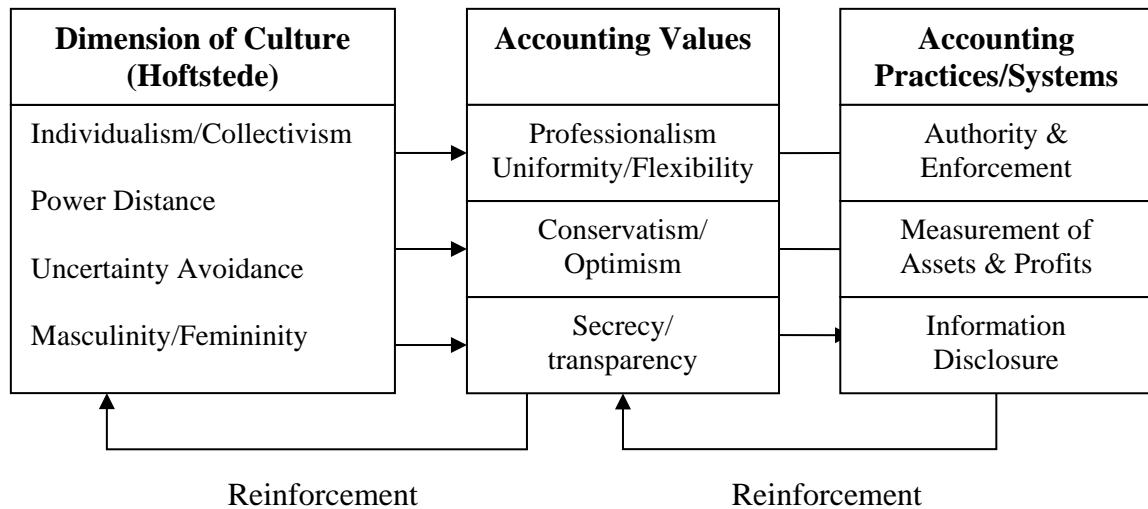 Dimension of Culture
(Hoftstede)
Individualism/Collectivism
Power Distance
Uncertainty Avoidance
Masculinity/Femininity
Accounting Values
Professionalism
Uniformity/Flexibility
Conservatism/
Optimism
Secrecy/
transparency
Accounting
Practices/Systems
Authority &
Enforcement
Measurement of
Assets & Profits
Information
Disclosure
Reinforcement
Reinforcement